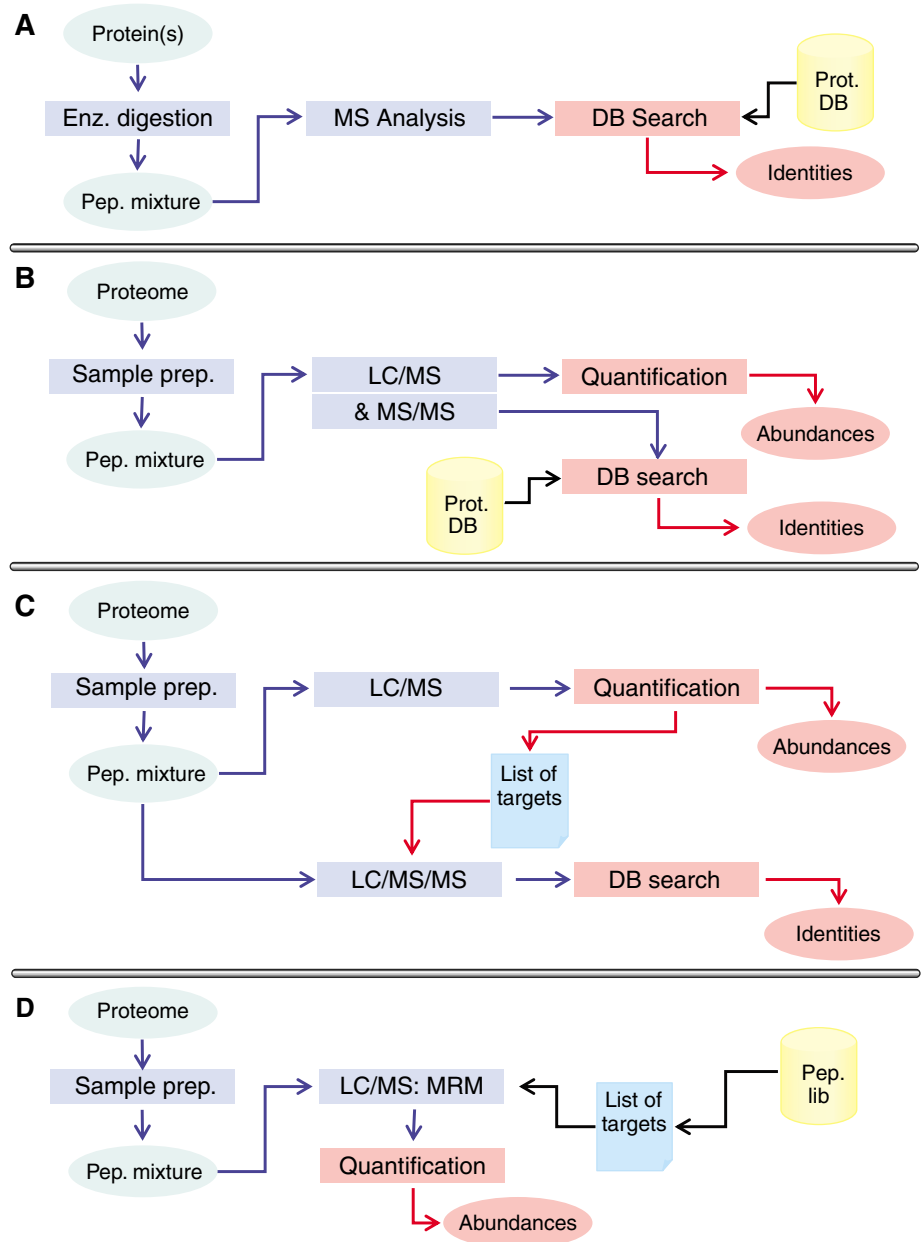 A
Protein(s)
Enz. digestion
Pep. mixture
MS Analysis
DB Search
Prot.
DB
Identities
B
Proteome
Sample prep.
Pep. mixture
LC/MS
& MS/MS
Quantification
Abundances
Prot.
DB
DB search
Identities
C
Proteome
Sample prep.
Pep. mixture
LC/MS
Quantification
Abundances
List of
targets
LC/MS/MS
DB search
Identities
D
Proteome
Sample prep.
Pep. mixture
LC/MS: MRM
Quantification
Abundances
List of
targets
Pep.
lib